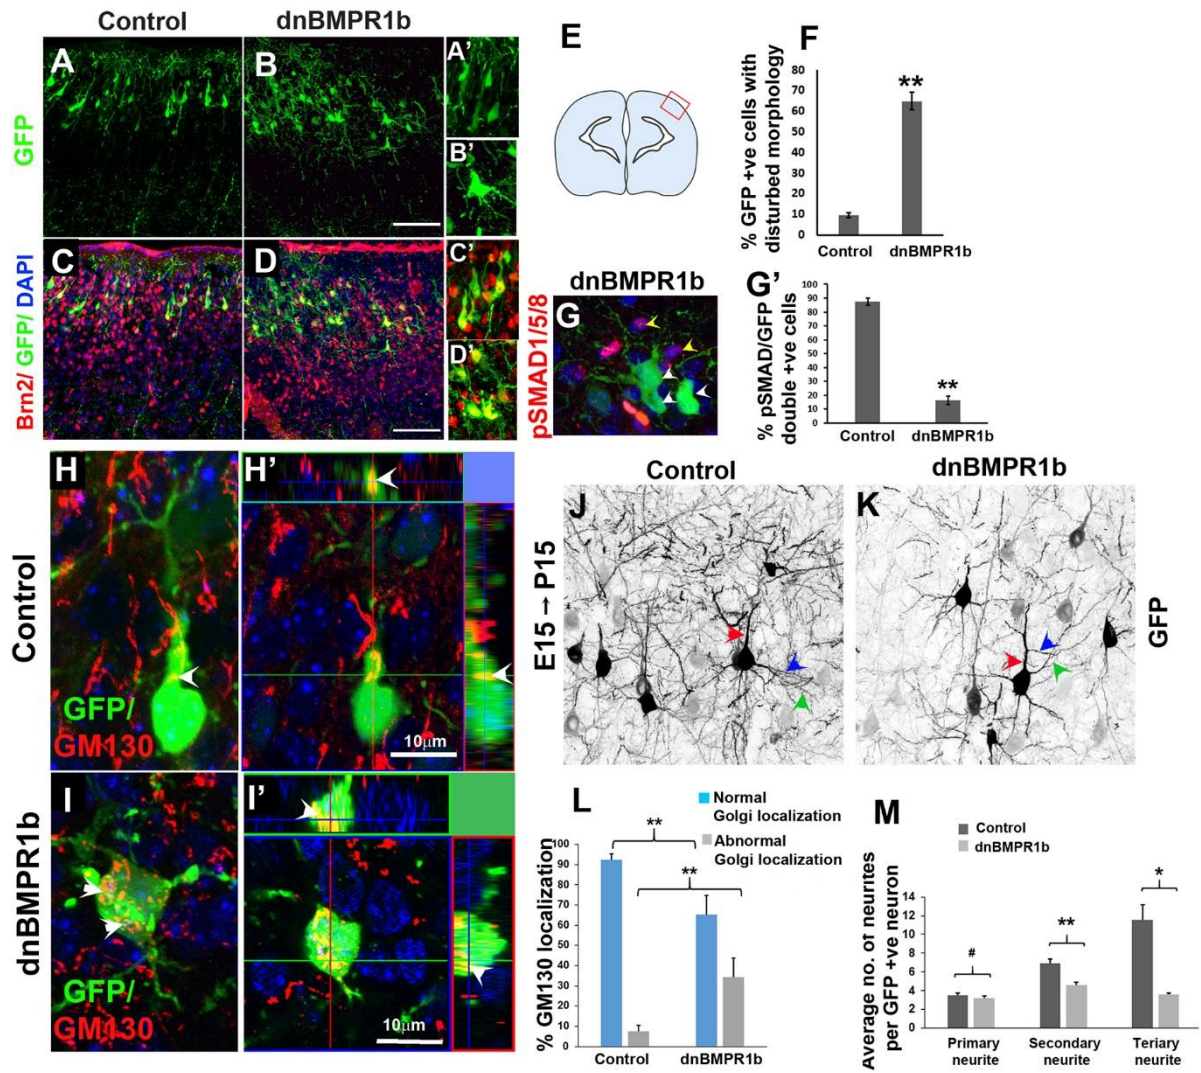 Control
dnBMPR1b
A
B
A'
B'
GFP
C
D
C'
D'
Brn2/ GFP/ DAPI
E
F
% GFP +ve cells with
disturbed morphology
80
70
60
50
40
30
20
10
0
**
Control
dnBMPR1b
dnBMPR1b
G
pSMAD1/5/8
G'
% pSMAD/GFP
double +ve cells
100
90
80
70
60
50
40
30
20
10
0
**
Control
dnBMPR1b
Control
H
GFP/
GM130
H'
10µm
dnBMPR1b
I
GFP/
GM130
I'
10µm
Control
dnBMPR1b
E15 → P15
J
K
GFP
L
Normal
Golgi localization
Abnormal
Golgi localization
% GM130 localization
100
90
80
70
60
50
40
30
20
10
0
**
**
Control
dnBMPR1b
M
Control
dnBMPR1b
Average no. of neurites
per GFP +ve neuron
14
12
10
8
6
4
2
0
#
**
*
Primary
neurite
Secondary
neurite
Teriary
neurite